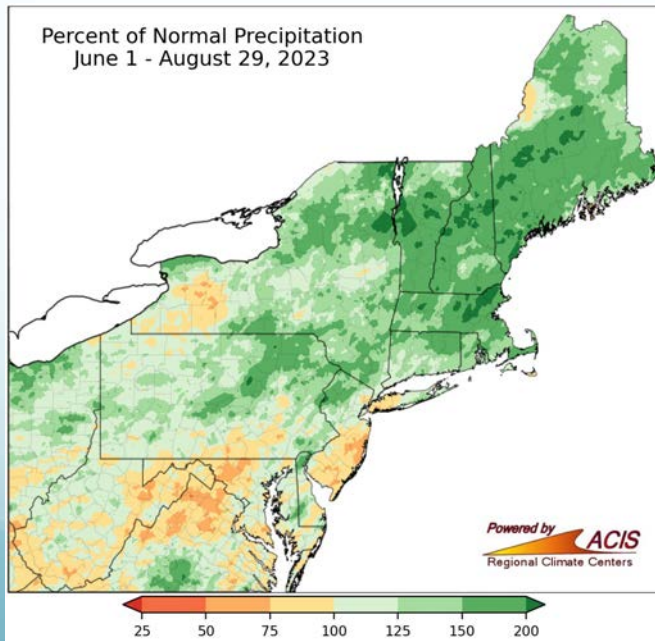 Percent of Normal Precipitation
June 1 - August 29, 2023
Powered by
ACIS
Regional Climate Centers
25 50 75 100 125 150 200